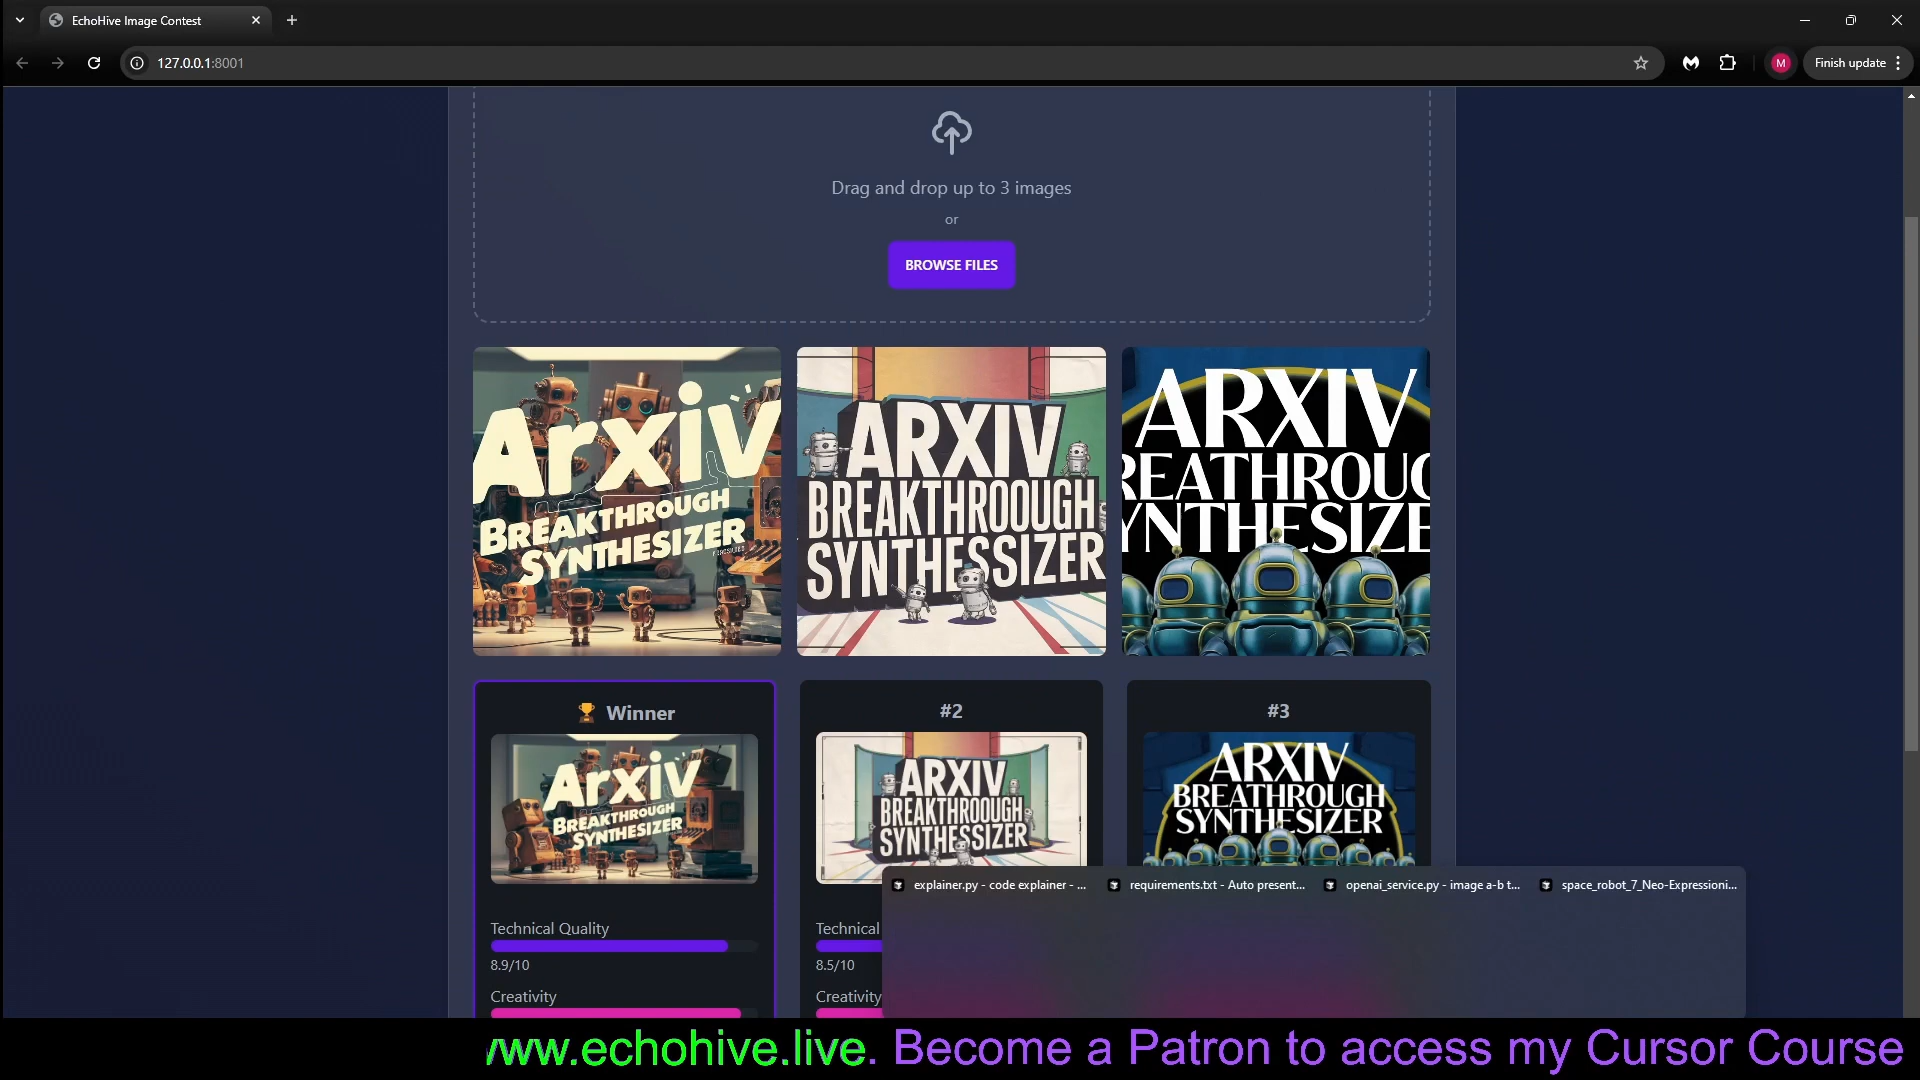 EchoHive Image Contest
127.0.0.1:8001
M
Finish update
Drag and drop up to 3 images
or
BROWSE FILES
Arxiv
BREAKTHROUGH
SYNTHESIZER
ARXIV
BREAKTHROOUGH
SYNTHESSIZER
ARXIV
REATHROUG
YNTHESIZE
Winner
#2
#3
Arxiv
BREAKTHROUGH
SYNTHESIZER
ARXIV
BREAKTHROOUGH
SYNTHESSIZER
ARXIV
BREATHROUGH
SYNTHESIZER
explainer.py - code explainer - ...
requirements.txt - Auto present...
openai_service.py - image a-b t...
space_robot_7_Neo-Expressioni...
Technical Quality
8.9/10
Technical
8.5/10
Creativity
Creativity
www.echohive.live. Become a Patron to access my Cursor Course